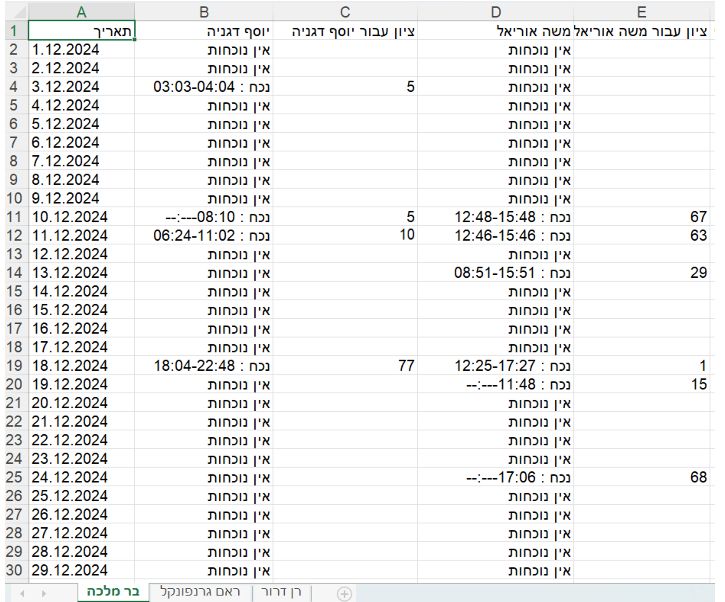 A B C D E
1 תאריך יוסף דגניה ציון עבור יוסף דגניה משה אוריאל ציון עבור משה אוריאל
2 1.12.2024 אין נוכחות אין נוכחות
3 2.12.2024 אין נוכחות אין נוכחות
4 3.12.2024 נכח : 03:03-04:04 5 אין נוכחות
5 4.12.2024 אין נוכחות אין נוכחות
6 5.12.2024 אין נוכחות אין נוכחות
7 6.12.2024 אין נוכחות אין נוכחות
8 7.12.2024 אין נוכחות אין נוכחות
9 8.12.2024 אין נוכחות אין נוכחות
10 9.12.2024 אין נוכחות אין נוכחות
11 10.12.2024 נכח : 08:10---:-- 5 נכח : 12:48-15:48 67
12 11.12.2024 נכח : 06:24-11:02 10 נכח : 12:46-15:46 63
13 12.12.2024 אין נוכחות אין נוכחות
14 13.12.2024 אין נוכחות נכח : 08:51-15:51 29
15 14.12.2024 אין נוכחות אין נוכחות
16 15.12.2024 אין נוכחות אין נוכחות
17 16.12.2024 אין נוכחות אין נוכחות
18 17.12.2024 אין נוכחות אין נוכחות
19 18.12.2024 נכח : 18:04-22:48 77 נכח : 12:25-17:27 1
20 19.12.2024 אין נוכחות נכח : 11:48---:-- 15
21 20.12.2024 אין נוכחות אין נוכחות
22 21.12.2024 אין נוכחות אין נוכחות
23 22.12.2024 אין נוכחות אין נוכחות
24 23.12.2024 אין נוכחות אין נוכחות
25 24.12.2024 אין נוכחות נכח : 17:06---:-- 68
26 25.12.2024 אין נוכחות אין נוכחות
27 26.12.2024 אין נוכחות אין נוכחות
28 27.12.2024 אין נוכחות אין נוכחות
29 28.12.2024 אין נוכחות אין נוכחות
30 29.12.2024 אין נוכחות אין נוכחות
בר מלכה ראם גרנפונקל רן דרור